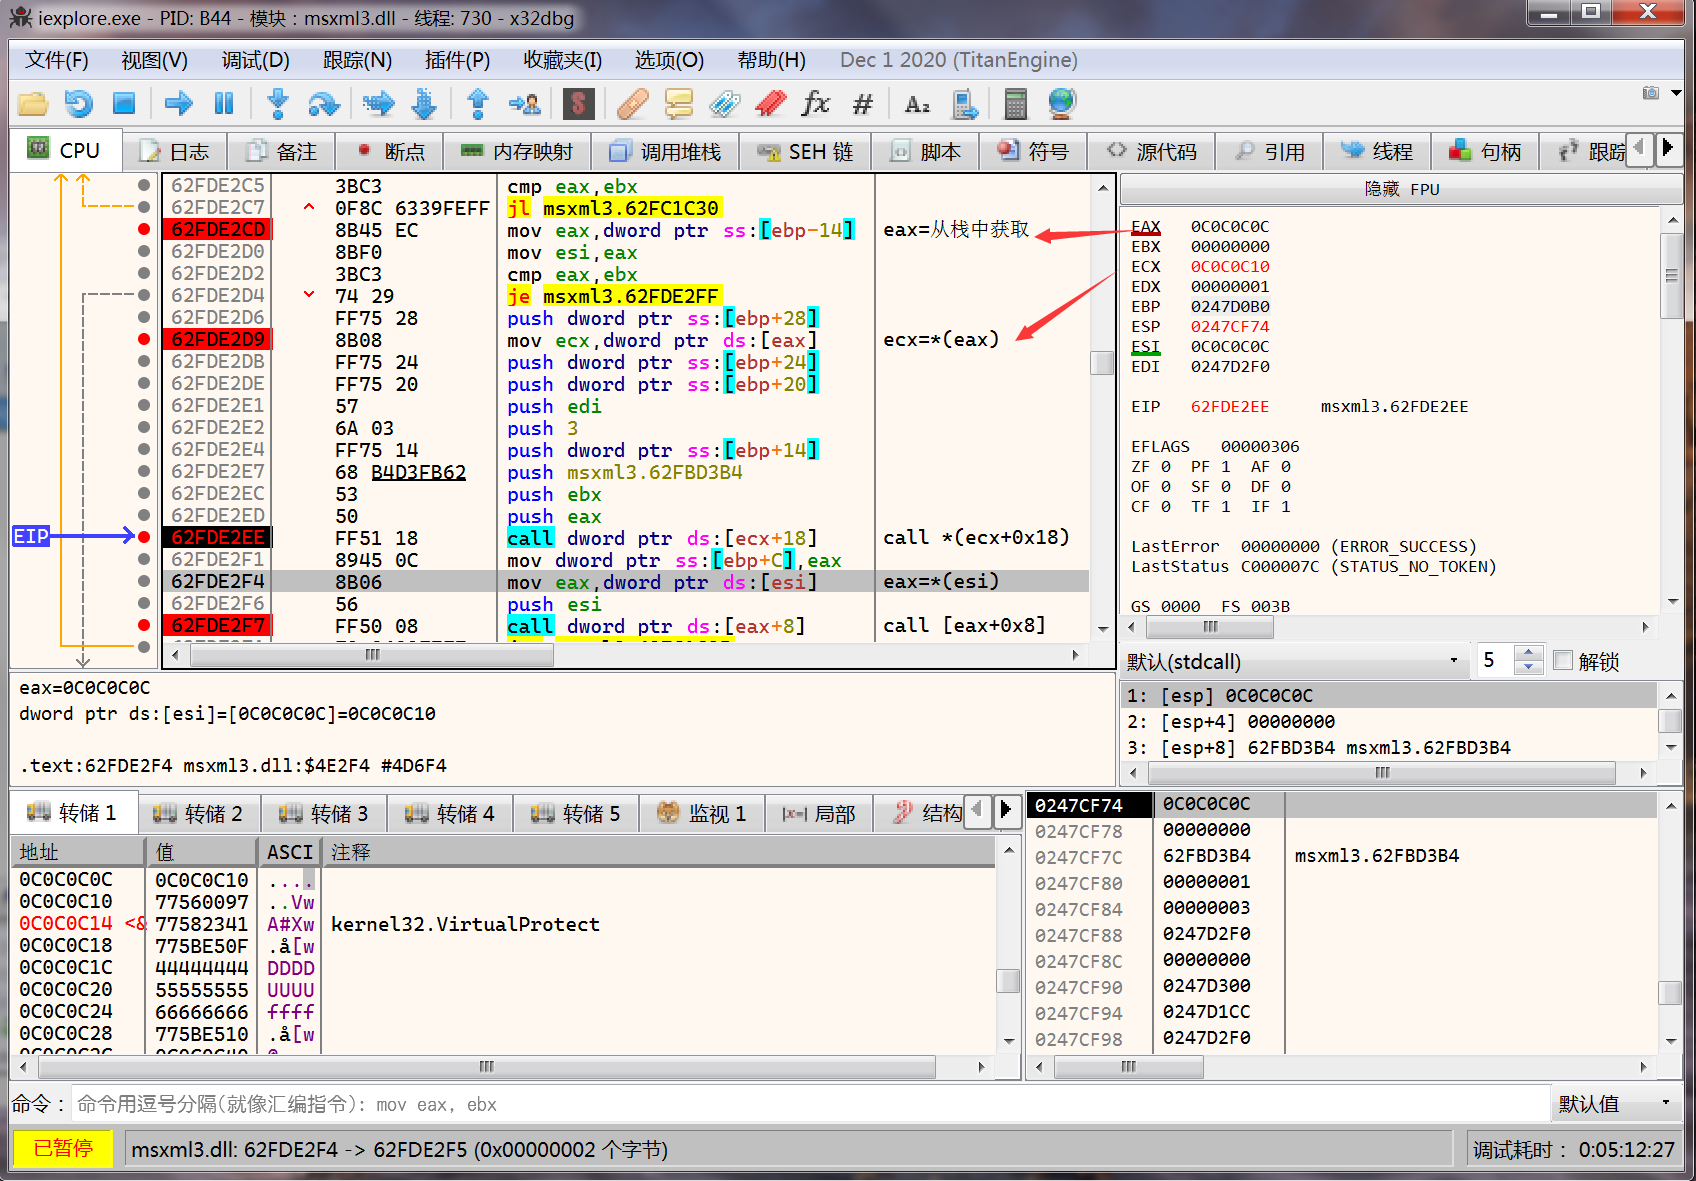 iexplore.exe - PID: B44 - 模块：msxml3.dll - 线程: 730 - x32dbg
文件(F) 视图(V) 调试(D) 跟踪(N) 插件(P) 收藏夹(I) 选项(O) 帮助(H) Dec 1 2020 (TitanEngine)
CPU 日志 备注 断点 内存映射 调用堆栈 SEH 链 脚本 符号 源代码 引用 线程 句柄 跟踪
62FDE2C5 3BC3 cmp eax,ebx
62FDE2C7 0F8C 6339FEFF jl msxml3.62FC1C30
62FDE2CD 8B45 EC mov eax,dword ptr ss:[ebp-14] eax=从栈中获取
62FDE2D0 8BF0 mov esi,eax
62FDE2D2 3BC3 cmp eax,ebx
62FDE2D4 74 29 je msxml3.62FDE2FF
62FDE2D6 FF75 28 push dword ptr ss:[ebp+28]
62FDE2D9 8B08 mov ecx,dword ptr ds:[eax] ecx=*(eax)
62FDE2DB FF75 24 push dword ptr ss:[ebp+24]
62FDE2DE FF75 20 push dword ptr ss:[ebp+20]
62FDE2E1 57 push edi
62FDE2E2 6A 03 push 3
62FDE2E4 FF75 14 push dword ptr ss:[ebp+14]
62FDE2E7 68 B4D3FB62 push msxml3.62FBD3B4
62FDE2EC 53 push ebx
62FDE2ED 50 push eax
EIP 62FDE2EE FF51 18 call dword ptr ds:[ecx+18] call *(ecx+0x18)
62FDE2F1 8945 0C mov dword ptr ss:[ebp+C],eax
62FDE2F4 8B06 mov eax,dword ptr ds:[esi] eax=*(esi)
62FDE2F6 56 push esi
62FDE2F7 FF50 08 call dword ptr ds:[eax+8] call [eax+0x8]
隐藏 FPU
EAX 0C0C0C0C
EBX 00000000
ECX 0C0C0C10
EDX 00000001
EBP 0247D0B0
ESP 0247CF74
ESI 0C0C0C0C
EDI 0247D2F0
EIP 62FDE2EE msxml3.62FDE2EE
EFLAGS 00000306
ZF 0 PF 1 AF 0
OF 0 SF 0 DF 0
CF 0 TF 1 IF 1
LastError 00000000 (ERROR_SUCCESS)
LastStatus C000007C (STATUS_NO_TOKEN)
GS 0000 FS 003B
默认(stdcall) 5 解锁
1: [esp] 0C0C0C0C
2: [esp+4] 00000000
3: [esp+8] 62FBD3B4 msxml3.62FBD3B4
eax=0C0C0C0C
dword ptr ds:[esi]=[0C0C0C0C]=0C0C0C10
.text:62FDE2F4 msxml3.dll:$4E2F4 #4D6F4
转储 1 转储 2 转储 3 转储 4 转储 5 监视 1 [x=] 局部 结构
地址 值 ASCI 注释
0C0C0C0C 0C0C0C10 ....
0C0C0C10 77560097 ..Vw
0C0C0C14 <& 77582341 A#Xw kernel32.VirtualProtect
0C0C0C18 775BE50F .å[w
0C0C0C1C 44444444 DDDD
0C0C0C20 55555555 UUUU
0C0C0C24 66666666 ffff
0C0C0C28 775BE510 .å[w
0247CF74 0C0C0C0C
0247CF78 00000000
0247CF7C 62FBD3B4 msxml3.62FBD3B4
0247CF80 00000001
0247CF84 00000003
0247CF88 0247D2F0
0247CF8C 00000000
0247CF90 0247D300
0247CF94 0247D1CC
0247CF98 0247D2F0
命令： 命令用逗号分隔(就像汇编指令): mov eax, ebx 默认值
已暂停 msxml3.dll: 62FDE2F4 -> 62FDE2F5 (0x00000002 个字节) 调试耗时： 0:05:12:27